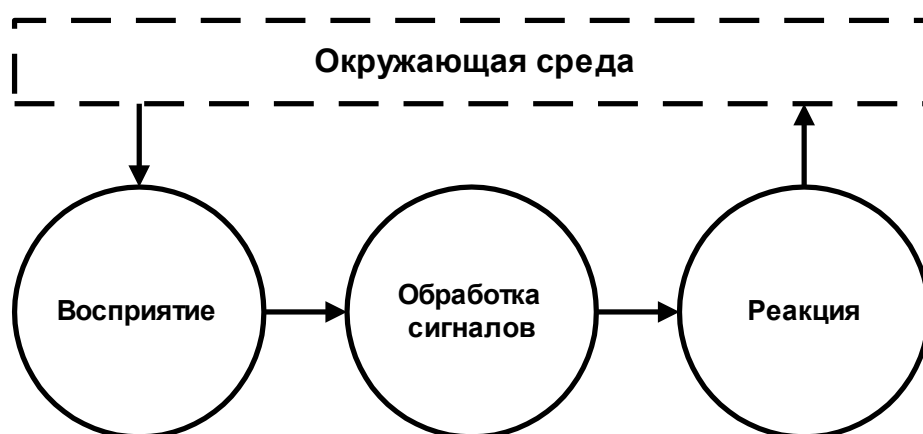 Окружающая среда
Восприятие
Обработка
сигналов
Реакция